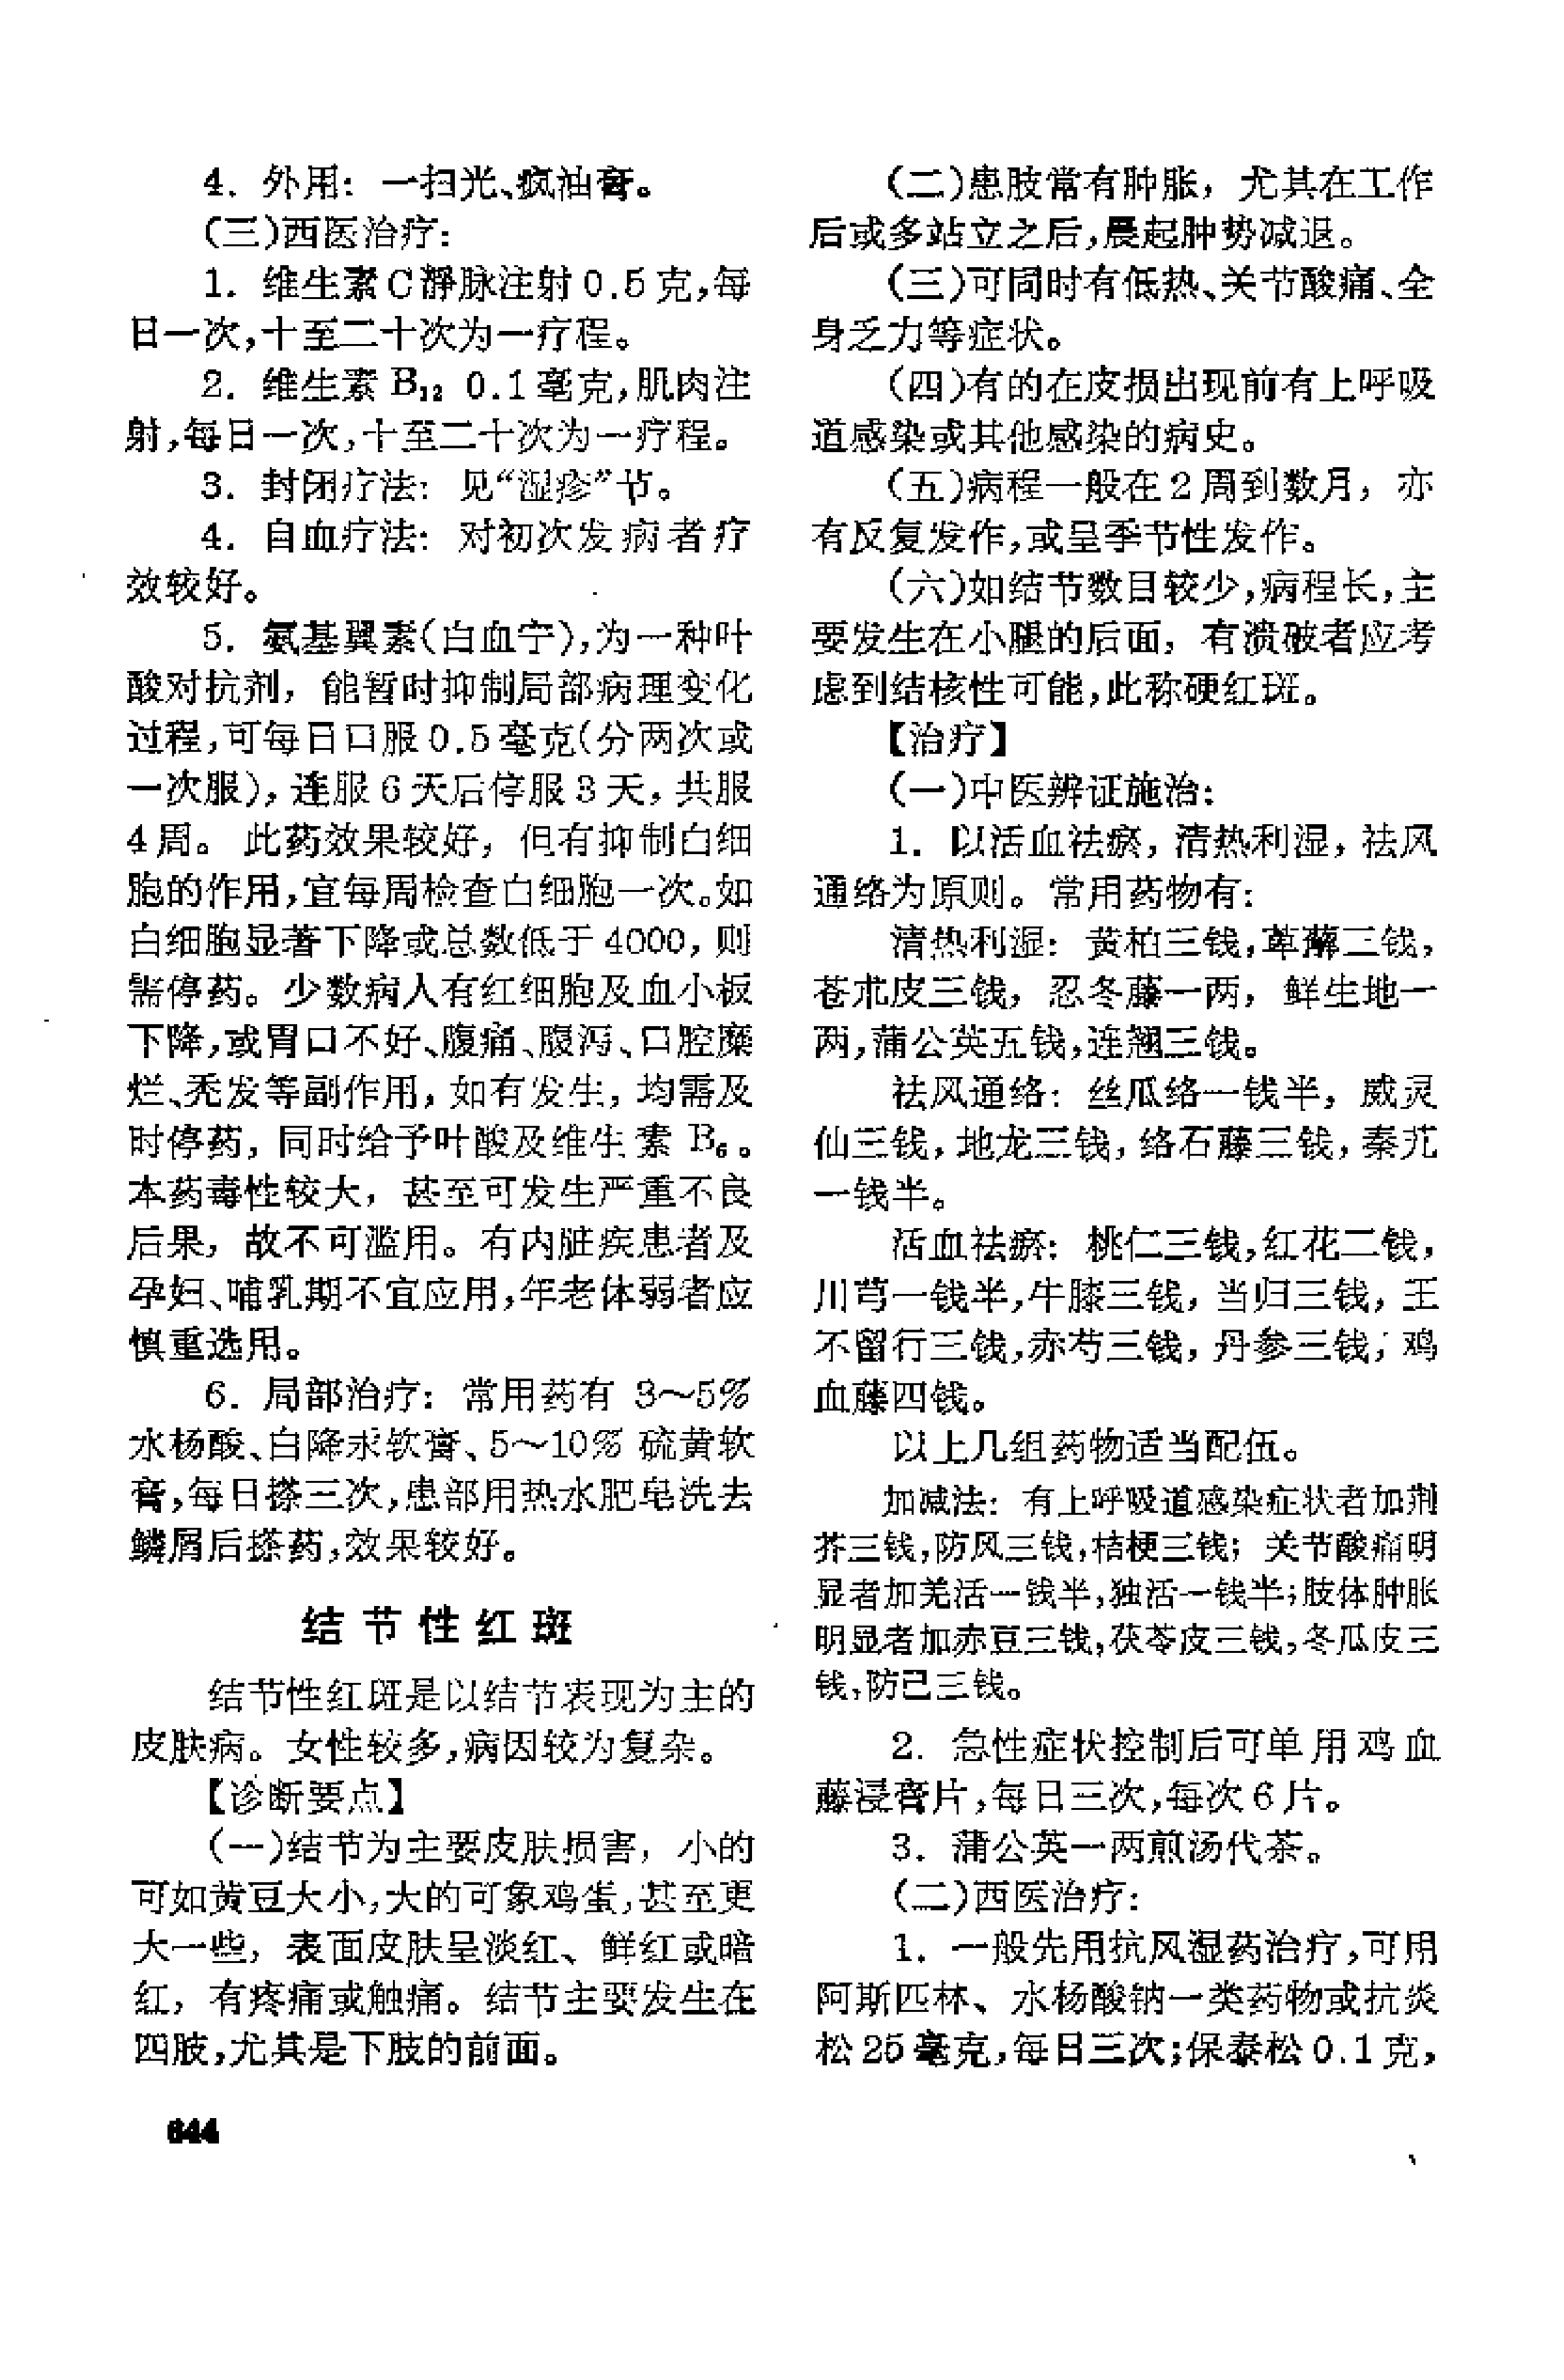 4. 外用: 一扫光、疯油膏。
(三)西医治疗:
1. 维生素C静脉注射0.5克,每
日一次,十至二十次为一疗程。
2. 维生素B₁₂ 0.1毫克,肌肉注
射,每日一次,十至二十次为一疗程。
3. 封闭疗法: 见“湿疹”节。
4. 自血疗法: 对初次发病者疗
效较好。
5. 氨基翼素(白血宁),为一种叶
酸对抗剂, 能暂时抑制局部病理变化
过程,可每日口服0.5毫克(分两次或
一次服), 连服6天后停服3天, 共服
4周。 此药效果较好, 但有抑制白细
胞的作用,宜每周检查白细胞一次。如
白细胞显著下降或总数低于4000, 则
需停药。少数病人有红细胞及血小板
下降,或胃口不好、腹痛、腹泻、口腔糜
烂、秃发等副作用, 如有发生, 均需及
时停药, 同时给予叶酸及维生素 B₆。
本药毒性较大, 甚至可发生严重不良
后果, 故不可滥用。有内脏疾患者及
孕妇、哺乳期不宜应用,年老体弱者应
慎重选用。
6. 局部治疗: 常用药有 3～5%
水杨酸、白降汞软膏、5～10% 硫黄软
膏,每日搽三次,患部用热水肥皂洗去
鳞屑后搽药,效果较好。
结节性红斑
结节性红斑是以结节表现为主的
皮肤病。女性较多,病因较为复杂。
【诊断要点】
(一)结节为主要皮肤损害, 小的
可如黄豆大小,大的可象鸡蛋,甚至更
大一些, 表面皮肤呈淡红、鲜红或暗
红, 有疼痛或触痛。结节主要发生在
四肢,尤其是下肢的前面。
644
(二)患肢常有肿胀, 尤其在工作
后或多站立之后,晨起肿势减退。
(三)可同时有低热、关节酸痛、全
身乏力等症状。
(四)有的在皮损出现前有上呼吸
道感染或其他感染的病史。
(五)病程一般在2周到数月, 亦
有反复发作,或呈季节性发作。
(六)如结节数目较少,病程长,主
要发生在小腿的后面, 有溃破者应考
虑到结核性可能,此称硬红斑。
【治疗】
(一)中医辨证施治:
1. 以活血祛瘀, 清热利湿, 祛风
通络为原则。常用药物有:
清热利湿: 黄柏三钱,萆薢三钱,
苍朮皮三钱, 忍冬藤一两, 鲜生地一
两,蒲公英五钱,连翘三钱。
祛风通络: 丝瓜络一钱半, 威灵
仙三钱, 地龙三钱, 络石藤三钱, 秦艽
一钱半。
活血祛瘀: 桃仁三钱,红花二钱,
川芎一钱半,牛膝三钱, 当归三钱, 王
不留行三钱,赤芍三钱, 丹参三钱, 鸡
血藤四钱。
以上几组药物适当配伍。
加减法: 有上呼吸道感染症状者加荆
芥三钱,防风三钱,桔梗三钱; 关节酸痛明
显者加羌活一钱半,独活一钱半;肢体肿胀
明显者加赤豆三钱,茯苓皮三钱,冬瓜皮三
钱,防己三钱。
2. 急性症状控制后可单用鸡血
藤浸膏片,每日三次,每次6片。
3. 蒲公英一两煎汤代茶。
(二)西医治疗:
1. 一般先用抗风湿药治疗,可用
阿斯匹林、水杨酸钠一类药物或抗炎
松25毫克,每日三次;保泰松0.1克,